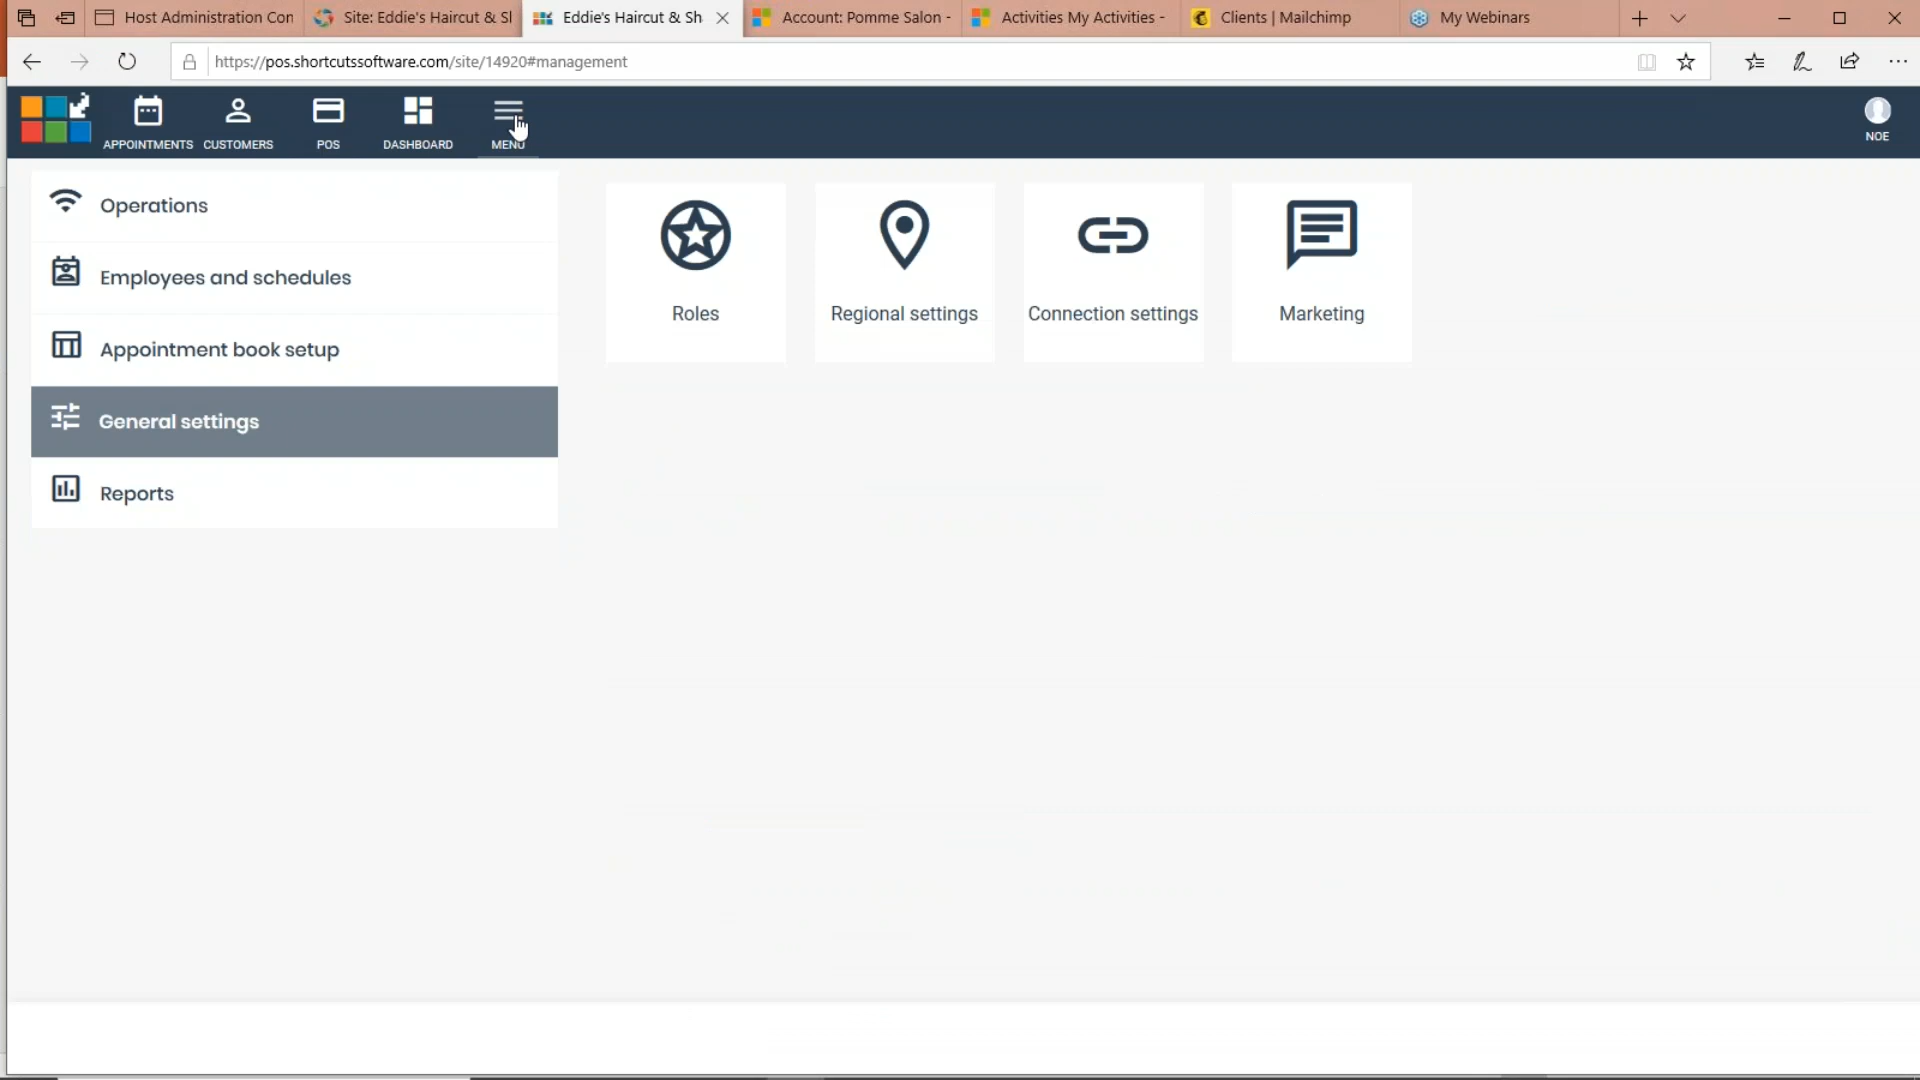 Host Administration Con
Site: Eddie's Haircut & Sl
Eddie's Haircut & Sh
Account: Pomme Salon -
Activities My Activities -
Clients | Mailchimp
My Webinars
https://pos.shortcutssoftware.com/site/14920#management
APPOINTMENTS
CUSTOMERS
POS
DASHBOARD
MENU
NOE
Operations
Employees and schedules
Appointment book setup
General settings
Reports
Roles
Regional settings
Connection settings
Marketing